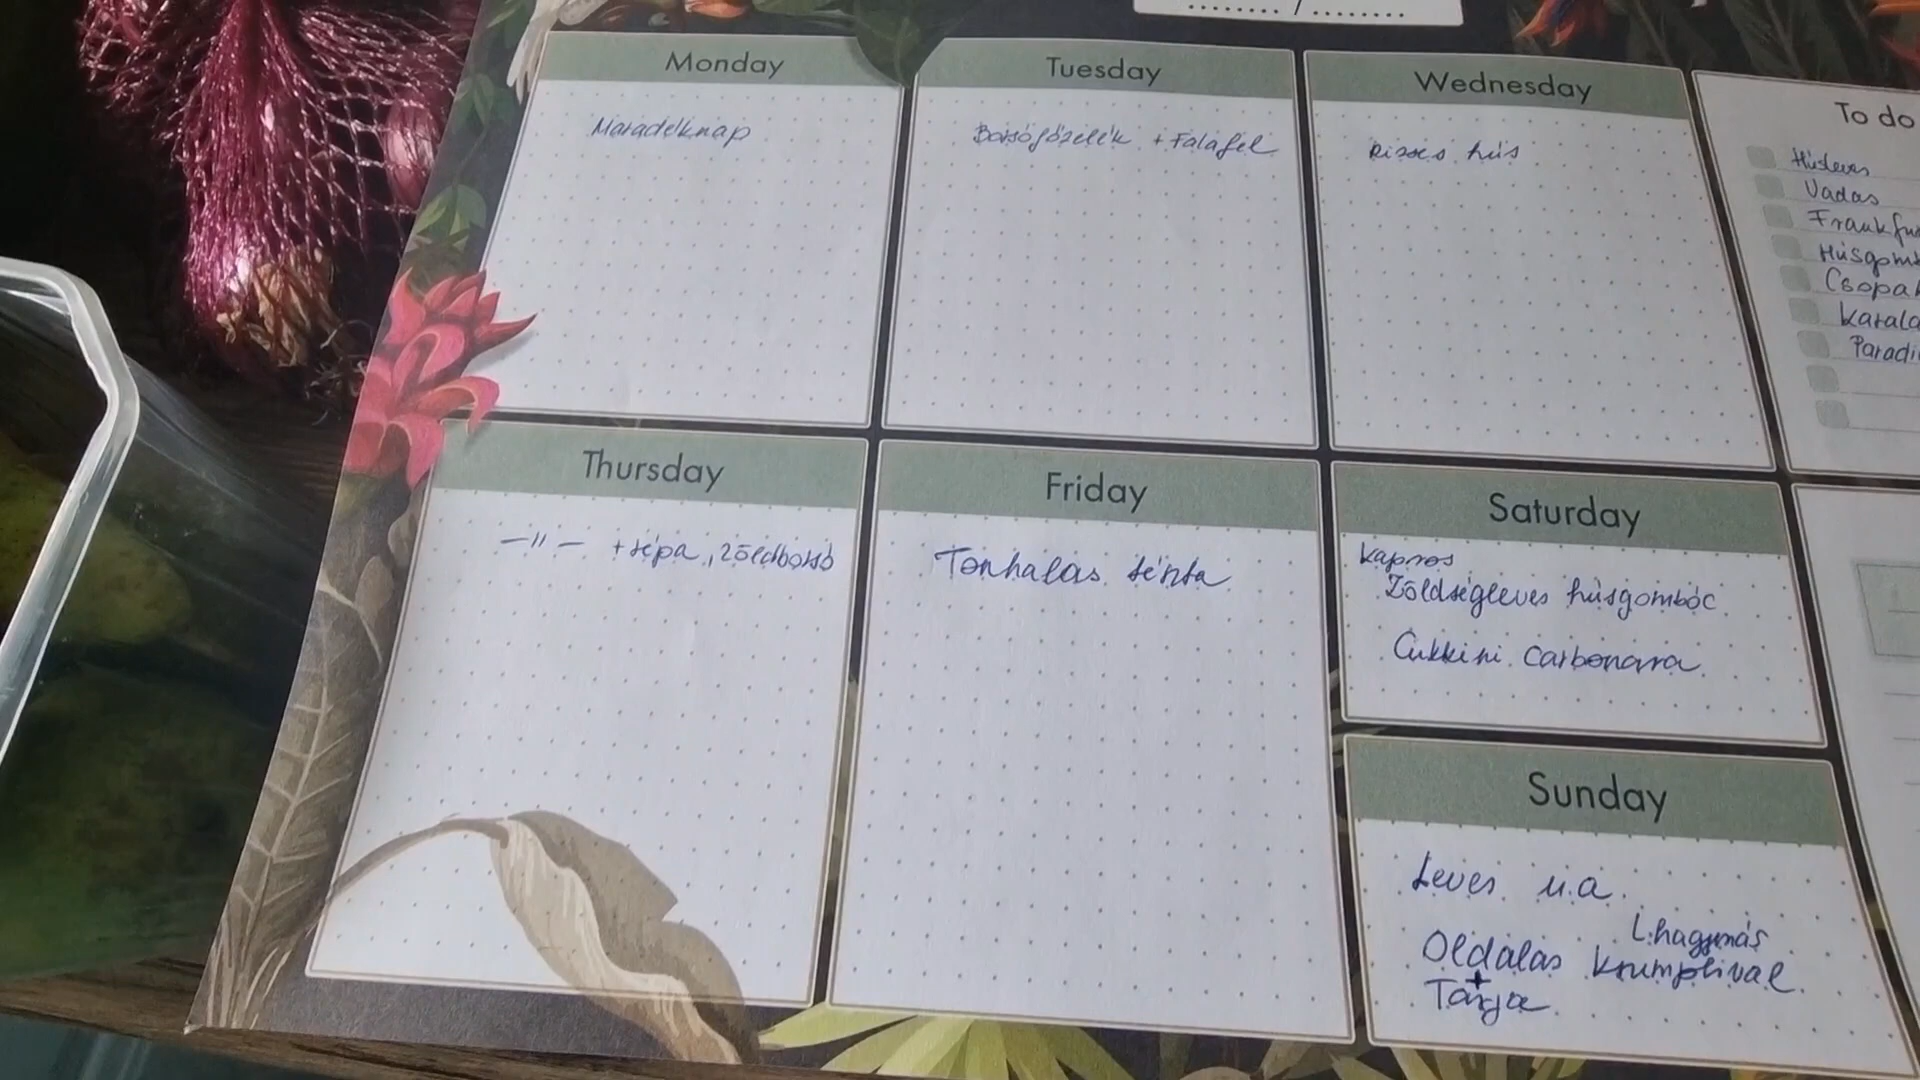 Monday
Maradéknap
Tuesday
Borsófőzelék + Falafel
Wednesday
Rizses hús
To do
Húsleves
Vadas
Thursday
—"— + répa, zöldborsó
Friday
Tonhalas tészta
Saturday
Kapros
Zöldségleves húsgombóc
Cukkini carbonara
Sunday
Leves u.a.
L.hagymás
Oldalas krumplival
+
Tarja